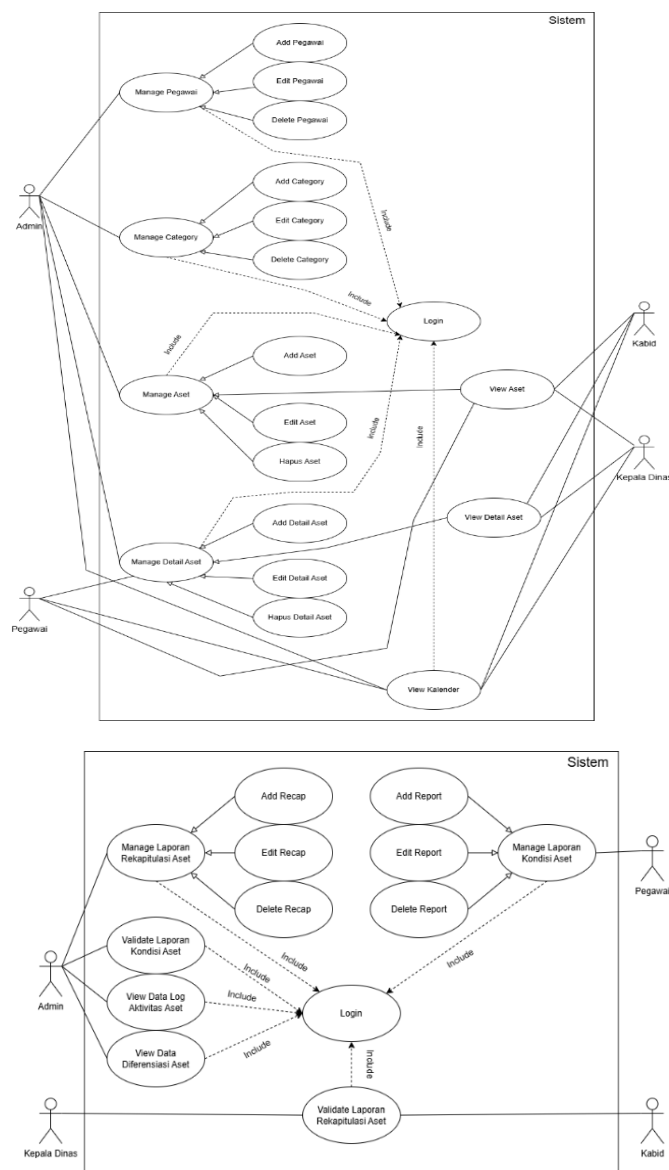 Sistem
Add Pegawai
Edit Pegawai
Manage Pegawai
Delete Pegawai
Add Category
Admin
Edit Category
Manage Category
Delete Category
Include
Include
Login
Include
Add Aset
Kabid
Manage Aset
View Aset
Edit Aset
Include
Include
Hapus Aset
Kepala Dinas
Include
Add Detail Aset
View Detail Aset
Manage Detail Aset
Edit Detail Aset
Hapus Detail Aset
Pegawai
View Kalender
Sistem
Add Recap
Add Report
Manage Laporan
Rekapitulasi Aset
Edit Recap
Edit Report
Manage Laporan
Kondisi Aset
Pegawai
Delete Recap
Delete Report
Validate Laporan
Kondisi Aset
Include
Include
Include
Admin
View Data Log
Aktivitas Aset
Include
Login
View Data
Diferensiasi Aset
Include
Include
Validate Laporan
Rekapitulasi Aset
Kepala Dinas
Kabid